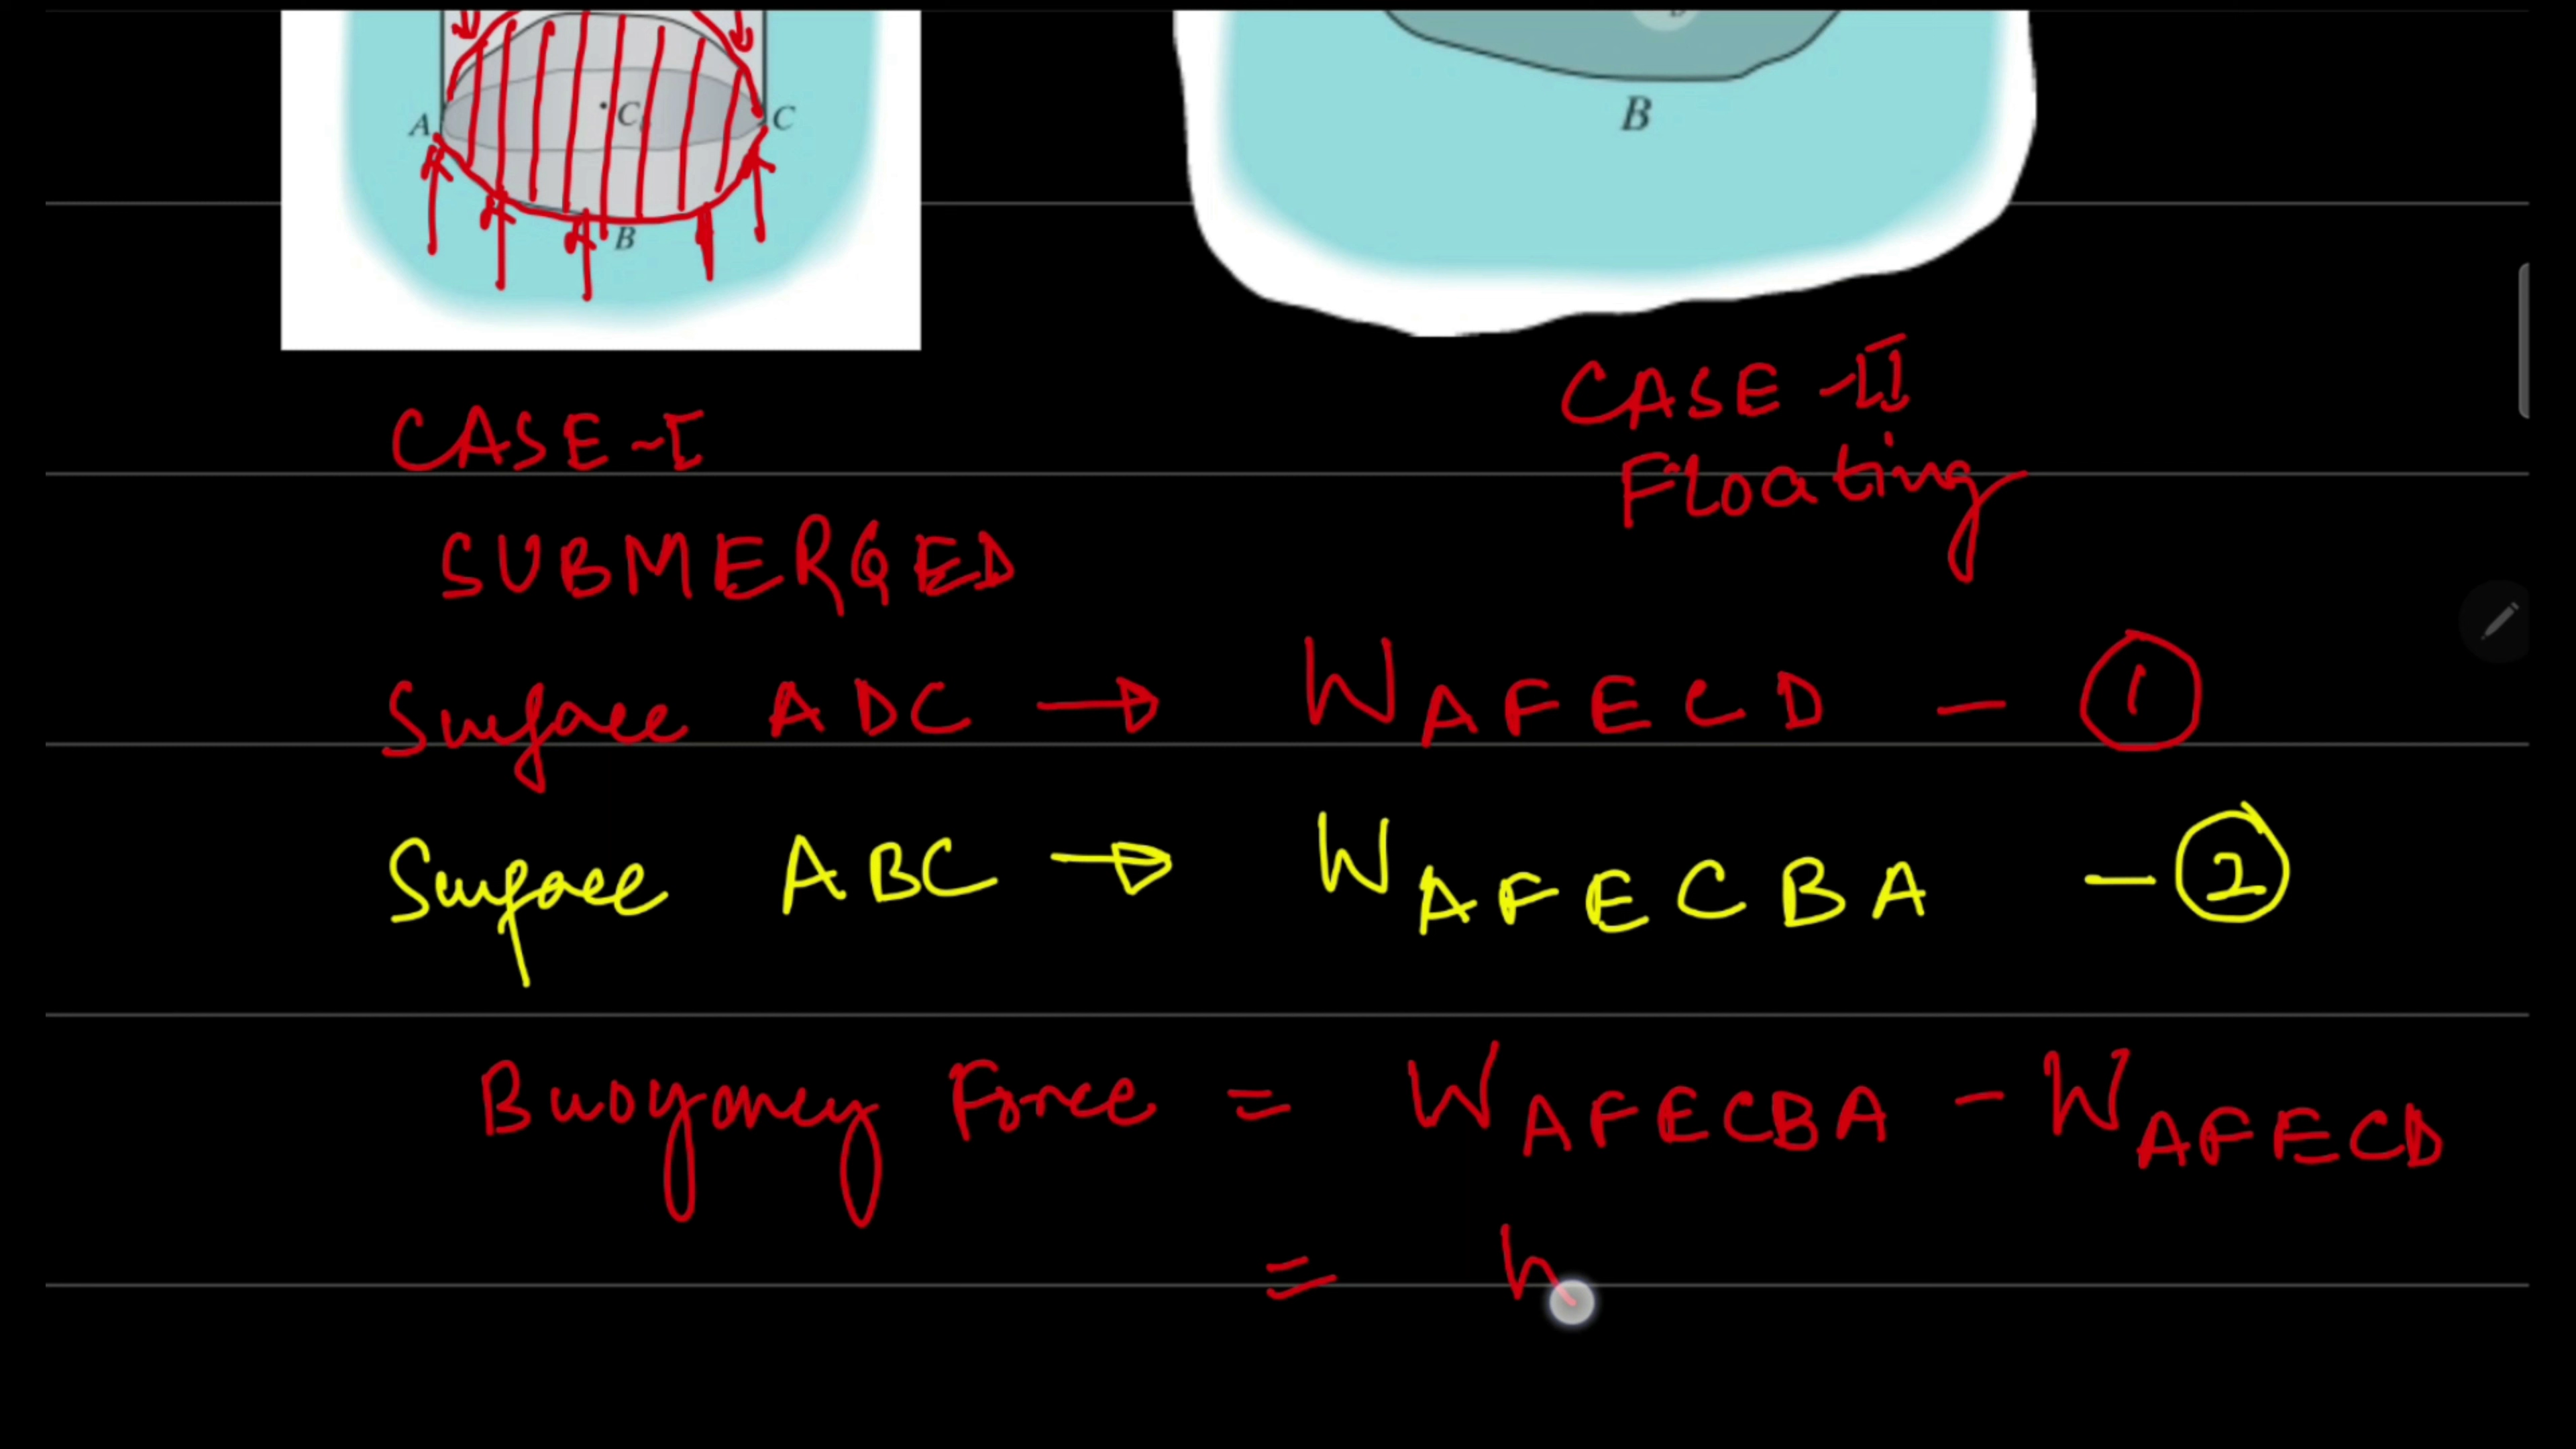 A
C
C
B
B
CASE-I
SUBMERGED
CASE-II
Floating
Surface ADC → W AFECD - 1
Surface ABC → W AFECBA - 2
Buoyancy Force = W AFECBA - W AFECD
=